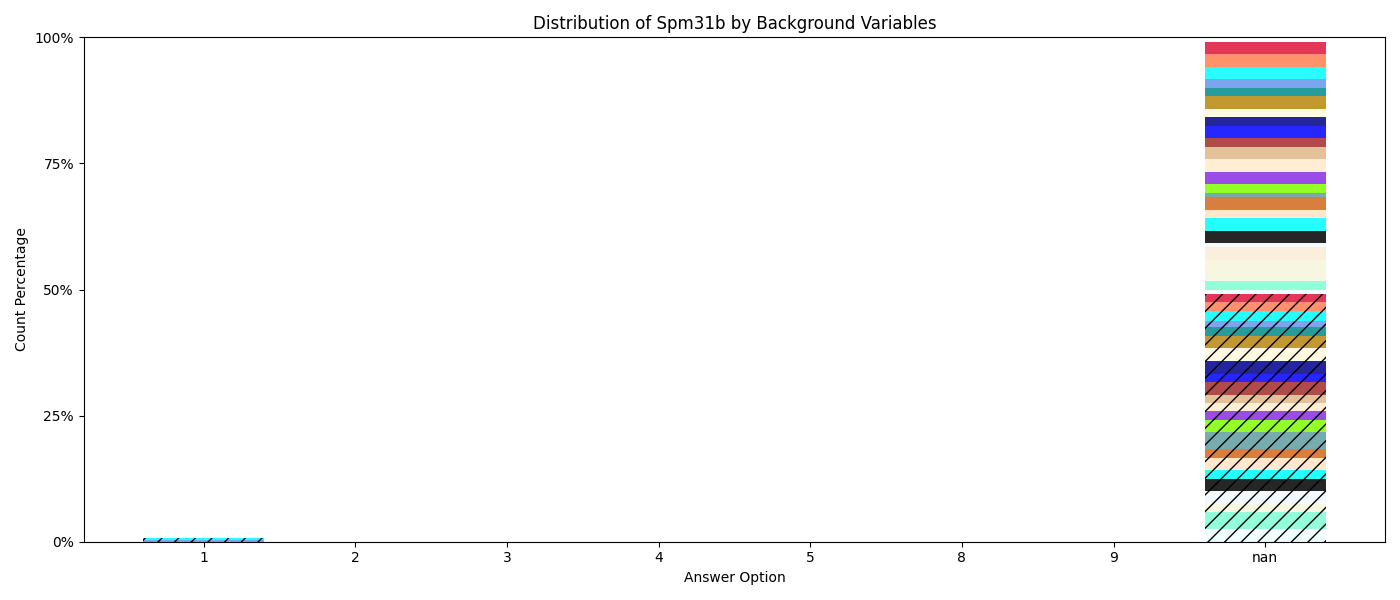 Distribution of Spm31b by Background Variables
100%
75%
50%
25%
0%
Count Percentage
1 2 3 4 5 8 9 nan
Answer Option